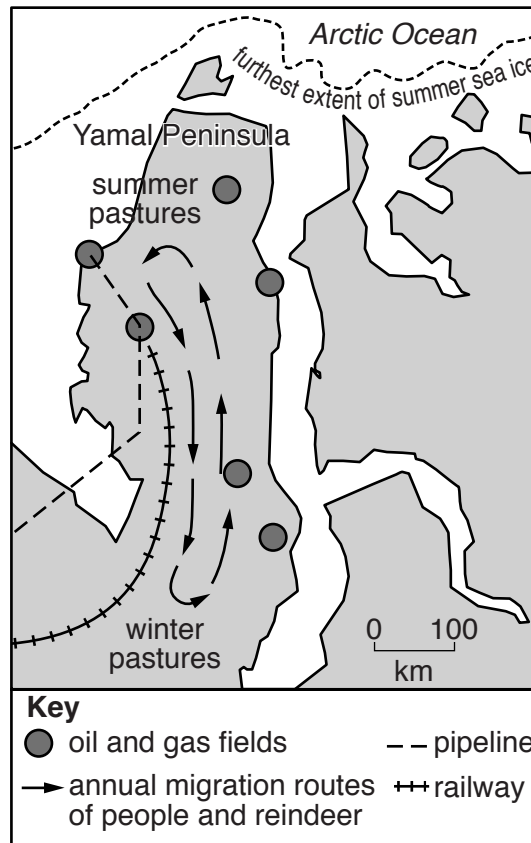 Arctic Ocean
furthest extent of summer sea ice
Yamal Peninsula
summer
pastures
winter
pastures
0 100
km
Key
oil and gas fields
pipeline
annual migration routes
of people and reindeer
railway